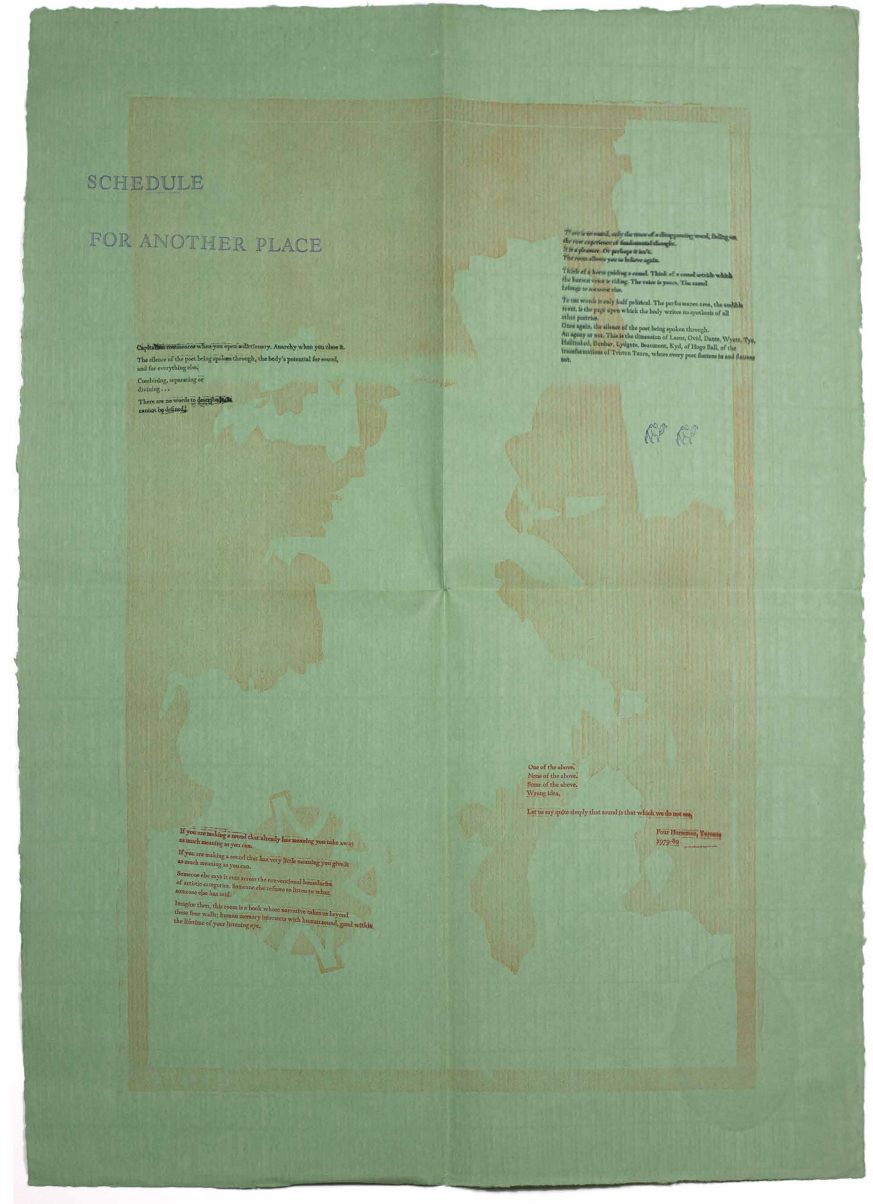 SCHEDULE
FOR ANOTHER PLACE
Capitalism commences when you open a dictionary. Anarchy when you close it.
The silence of the poet being spoken through, the body's potential for sound,
and for everything else.
Combining, separating or
divining . . .
There are no words to describe
cannot be defined.
There is no sound, only the trace of a disappearing sound, fading on
the raw experience of fundamental thought.
It is a pleasure. Or perhaps it isn't.
The room allows you to believe again.
Think of a horse guiding a camel. Think of a camel astride which
the human voice is riding. The voice is yours. The camel
belongs to someone else.
To use words is only half political. The performance area, the audible
event, is the page upon which the body writes its synthesis of all
other poetries.
Once again, the silence of the poet being spoken through.
An agony or not. This is the dimension of Lorca, Ovid, Dante, Wyatt, Tye,
Dunbar, Lydgate, Beaumont, Kyd, of Hugo Ball, of the
transformations of Tristan Tzara, where every poet flattens in and flattens
out.
One of the above.
None of the above.
Some of the above.
Wrong idea.
Let us say quite simply that sound is that which we do not see.
Four Horsemen, Toronto
1979-89
If you are making a sound that already has meaning you take away
as much meaning as you can.
If you are making a sound that has very little meaning you give it
as much meaning as you can.
Someone else says it cuts across the conventional boundaries
of artistic categories. Someone else refuses to listen to what
someone else has said.
Imagine then, this room is a book whose narrative takes us beyond
these four walls; human memory intersects with human sound, good within
the lifetime of your listening eye.